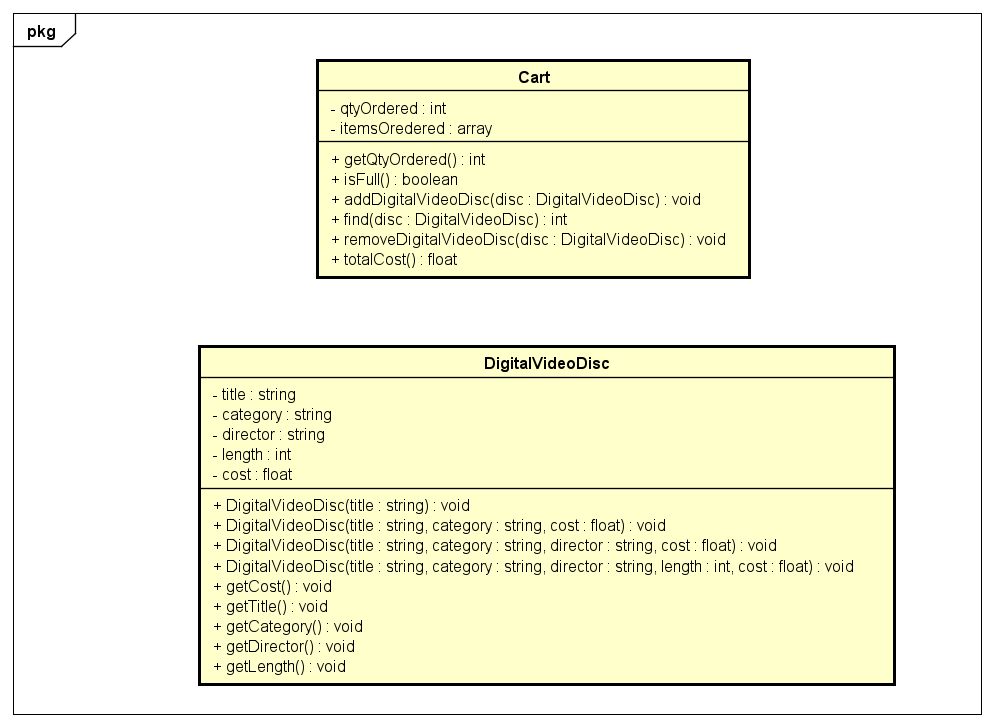 pkg
Cart
- qtyOrdered : int
- itemsOredered : array
+ getQtyOrdered() : int
+ isFull() : boolean
+ addDigitalVideoDisc(disc : DigitalVideoDisc) : void
+ find(disc : DigitalVideoDisc) : int
+ removeDigitalVideoDisc(disc : DigitalVideoDisc) : void
+ totalCost() : float
DigitalVideoDisc
- title : string
- category : string
- director : string
- length : int
- cost : float
+ DigitalVideoDisc(title : string) : void
+ DigitalVideoDisc(title : string, category : string, cost : float) : void
+ DigitalVideoDisc(title : string, category : string, director : string, cost : float) : void
+ DigitalVideoDisc(title : string, category : string, director : string, length : int, cost : float) : void
+ getCost() : void
+ getTitle() : void
+ getCategory() : void
+ getDirector() : void
+ getLength() : void